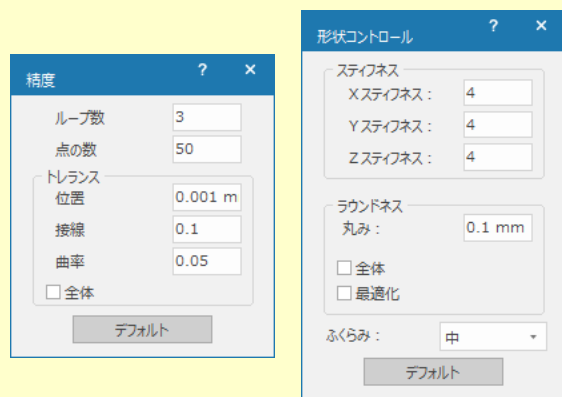 精度 ? ×
ループ数 3
点の数 50
トレランス
位置 0.001 m
接線 0.1
曲率 0.05
全体
デフォルト
形状コントロール ? ×
スティフネス
Xスティフネス： 4
Yスティフネス： 4
Zスティフネス： 4
ラウンドネス
丸み： 0.1 mm
全体
最適化
ふくらみ： 中
デフォルト